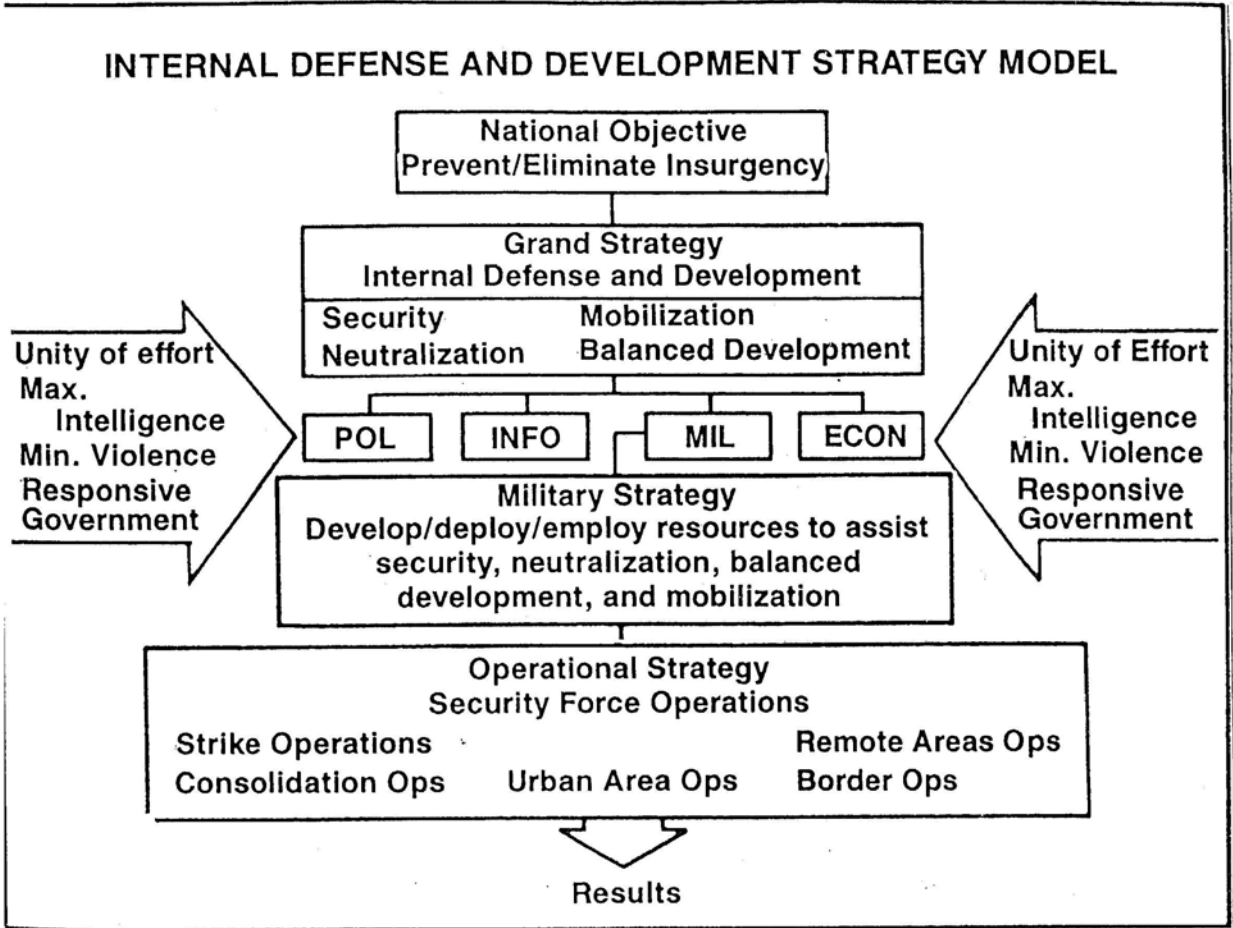 INTERNAL DEFENSE AND DEVELOPMENT STRATEGY MODEL
National Objective
Prevent/Eliminate Insurgency
Grand Strategy
Internal Defense and Development
Security Mobilization
Neutralization Balanced Development
Unity of effort
Max.
Intelligence
Min. Violence
Responsive
Government
POL INFO MIL ECON
Unity of Effort
Max.
Intelligence
Min. Violence
Responsive
Government
Military Strategy
Develop/deploy/employ resources to assist
security, neutralization, balanced
development, and mobilization
Operational Strategy
Security Force Operations
Strike Operations Remote Areas Ops
Consolidation Ops Urban Area Ops Border Ops
Results